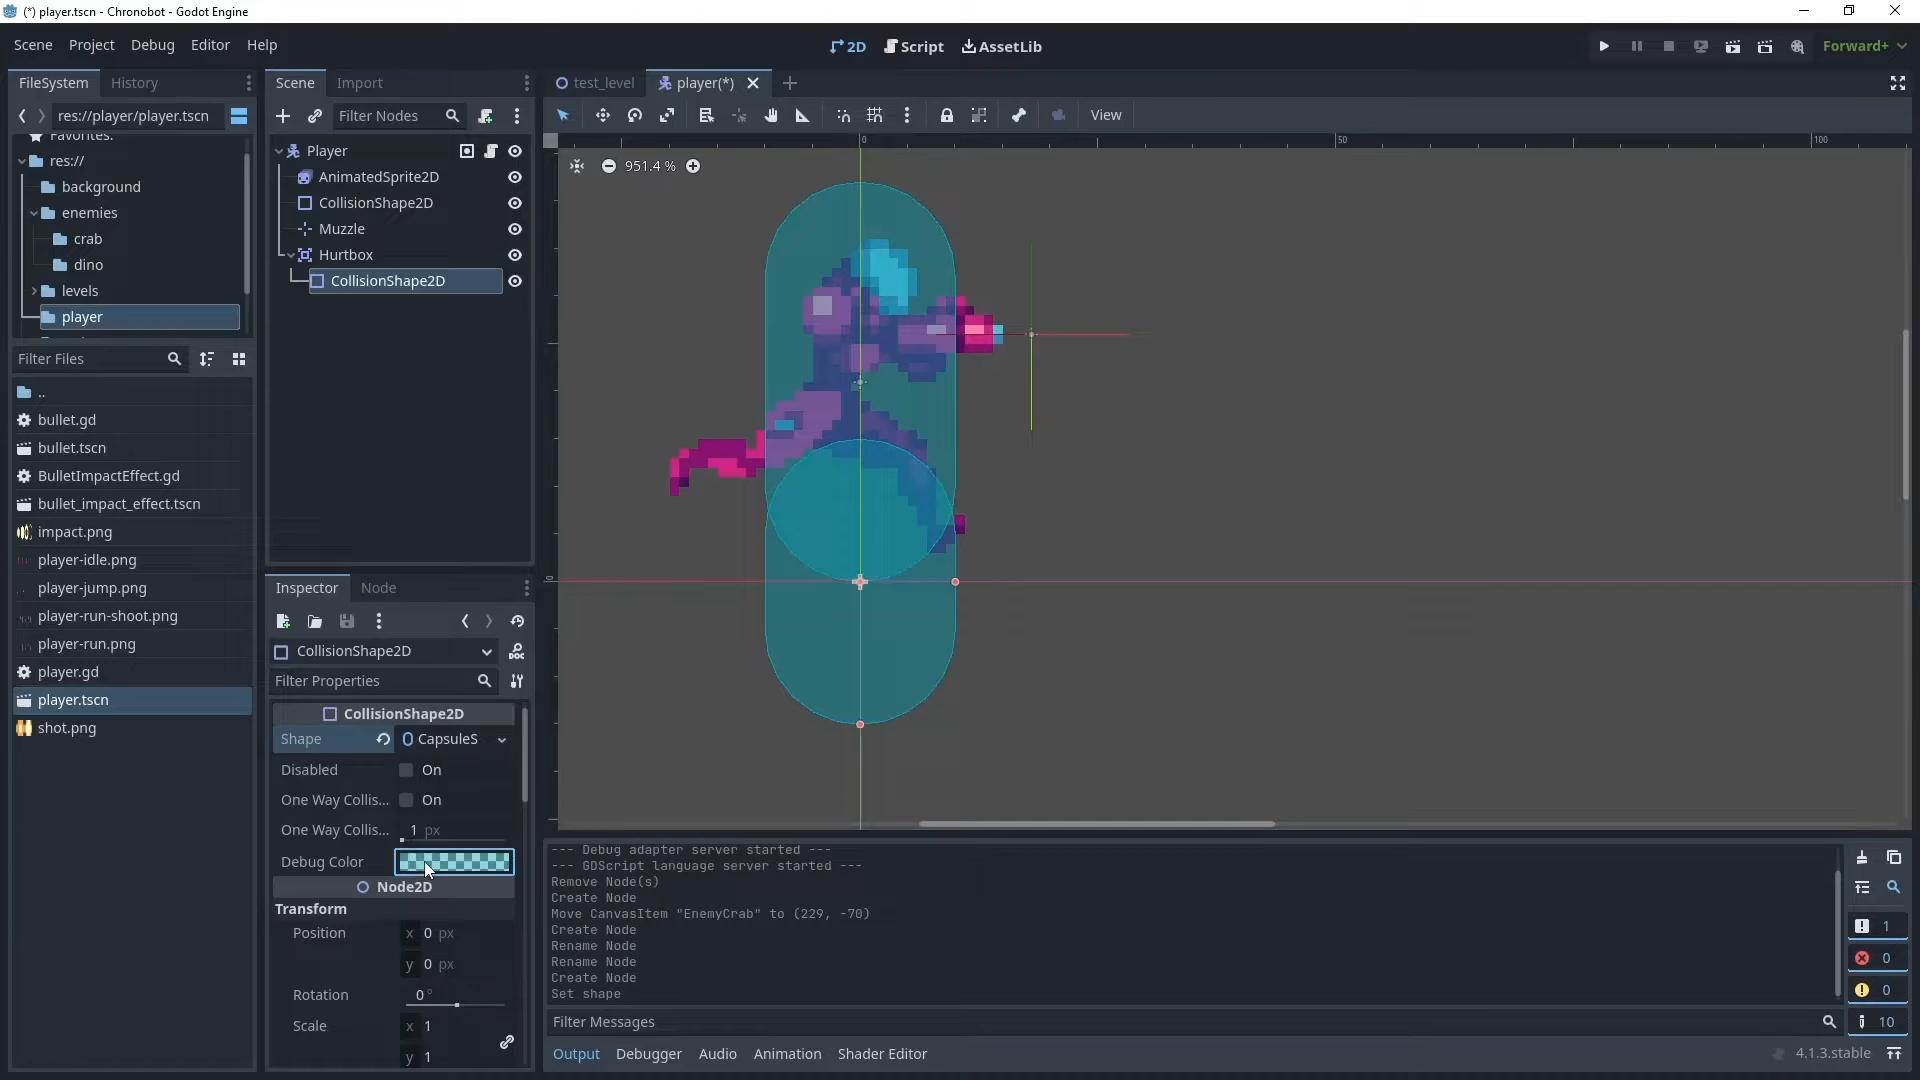 (*) player.tscn - Chronobot - Godot Engine
Scene Project Debug Editor Help
2D Script AssetLib
Forward+
FileSystem History
res://player/player.tscn
Favorites:
res://
background
enemies
crab
dino
levels
player
Filter Files
..
bullet.gd
bullet.tscn
BulletImpactEffect.gd
bullet_impact_effect.tscn
impact.png
player-idle.png
player-jump.png
player-run-shoot.png
player-run.png
player.gd
player.tscn
shot.png
Scene Import
Filter Nodes
Player
AnimatedSprite2D
CollisionShape2D
Muzzle
Hurtbox
CollisionShape2D
Inspector Node
CollisionShape2D
Filter Properties
CollisionShape2D
Shape CapsuleS
Disabled On
One Way Collis... On
One Way Collis... 1 px
Debug Color
Node2D
Transform
Position x 0 px
y 0 px
Rotation 0 °
Scale x 1
y 1
test_level player(*)
View
0 50 100
951.4 %
0
--- Debug adapter server started ---
--- GDScript language server started ---
Remove Node(s)
Create Node
Move CanvasItem "EnemyCrab" to (229, -70)
Create Node
Rename Node
Rename Node
Create Node
Set shape
Filter Messages
1
0
0
10
Output Debugger Audio Animation Shader Editor
4.1.3.stable